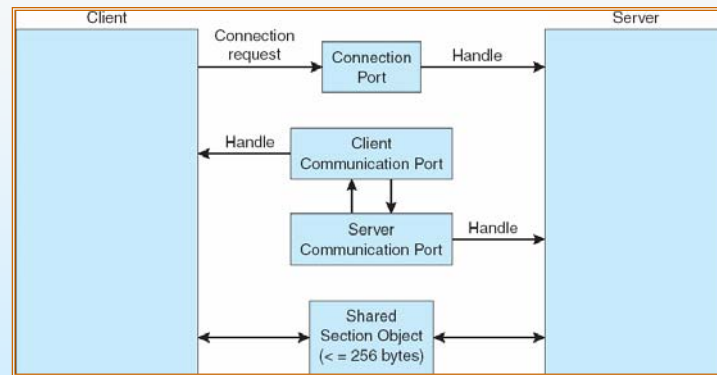 Client
Server
Connection
request
Connection
Port
Handle
Handle
Client
Communication Port
Server
Communication Port
Handle
Shared
Section Object
(< = 256 bytes)